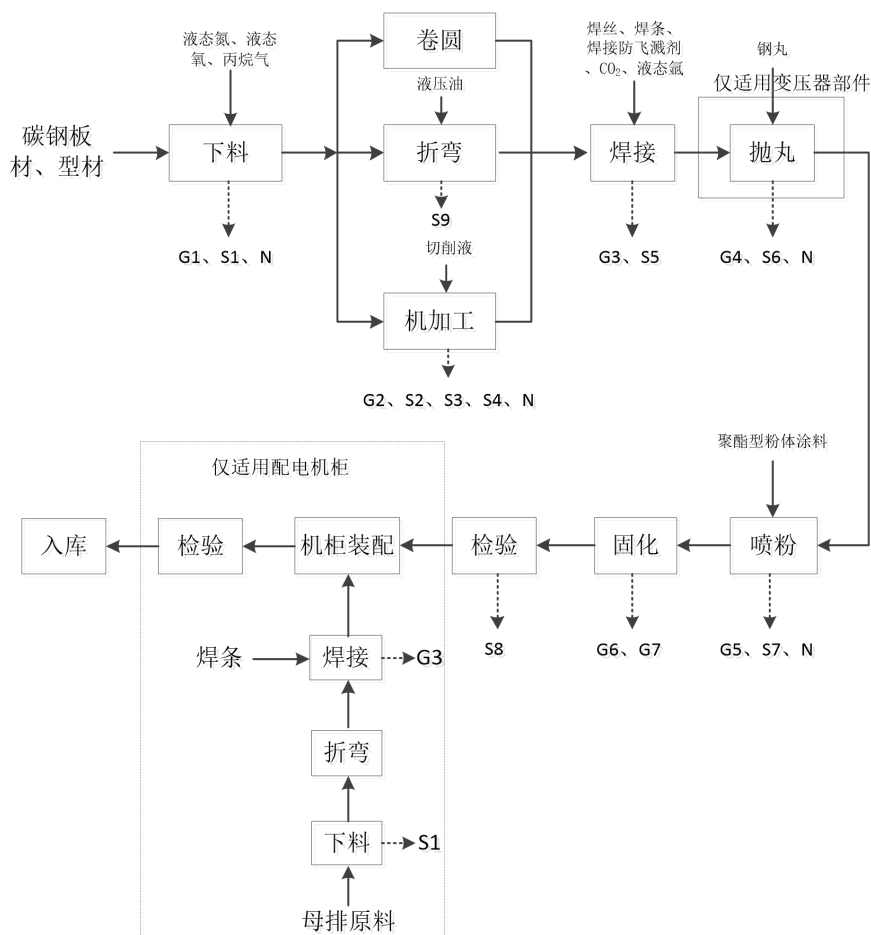 液态氮、液态
氧、丙烷气
碳钢板
材、型材
下料
G1、S1、N
卷圆
液压油
折弯
S9
切削液
机加工
G2、S2、S3、S4、N
焊丝、焊条、
焊接防飞溅剂
、CO₂、液态氩
焊接
G3、S5
钢丸
仅适用变压器部件
抛丸
G4、S6、N
聚酯型粉体涂料
喷粉
G5、S7、N
固化
G6、G7
检验
S8
仅适用配电机柜
机柜装配
检验
入库
焊条
焊接
G3
折弯
下料
S1
母排原料